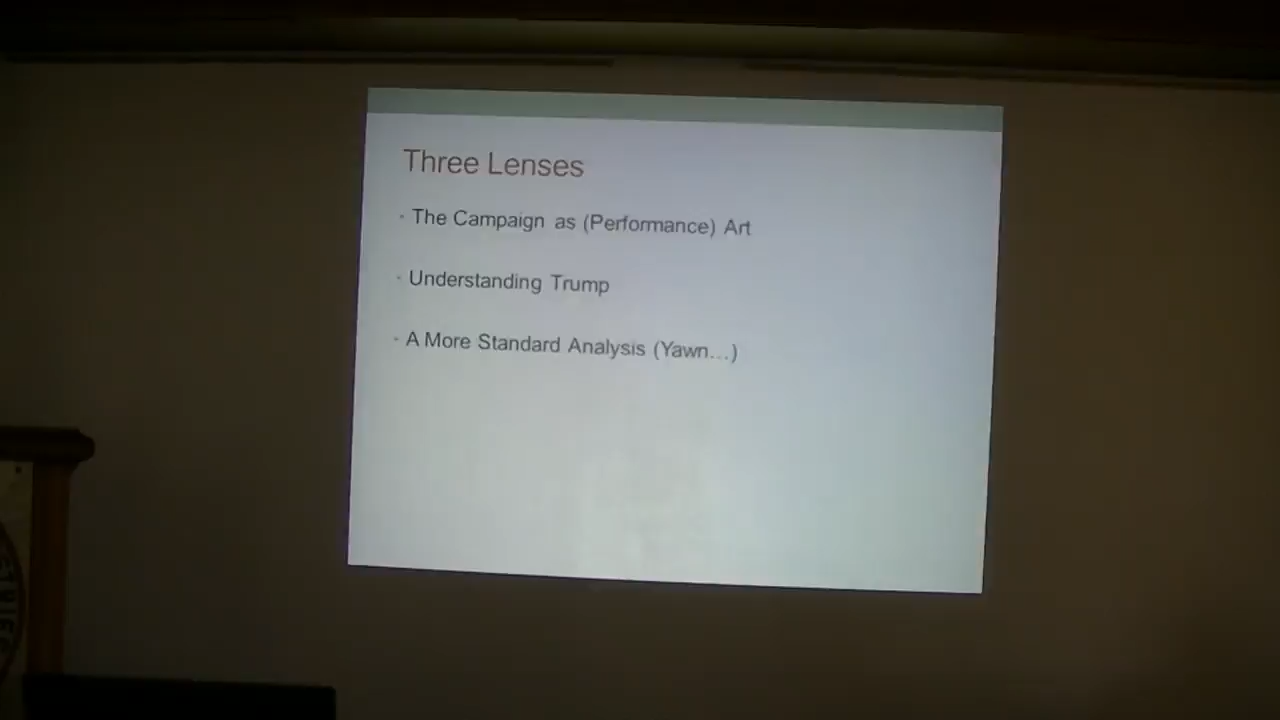 Three Lenses
The Campaign as (Performance) Art
Understanding Trump
A More Standard Analysis (Yawn...)